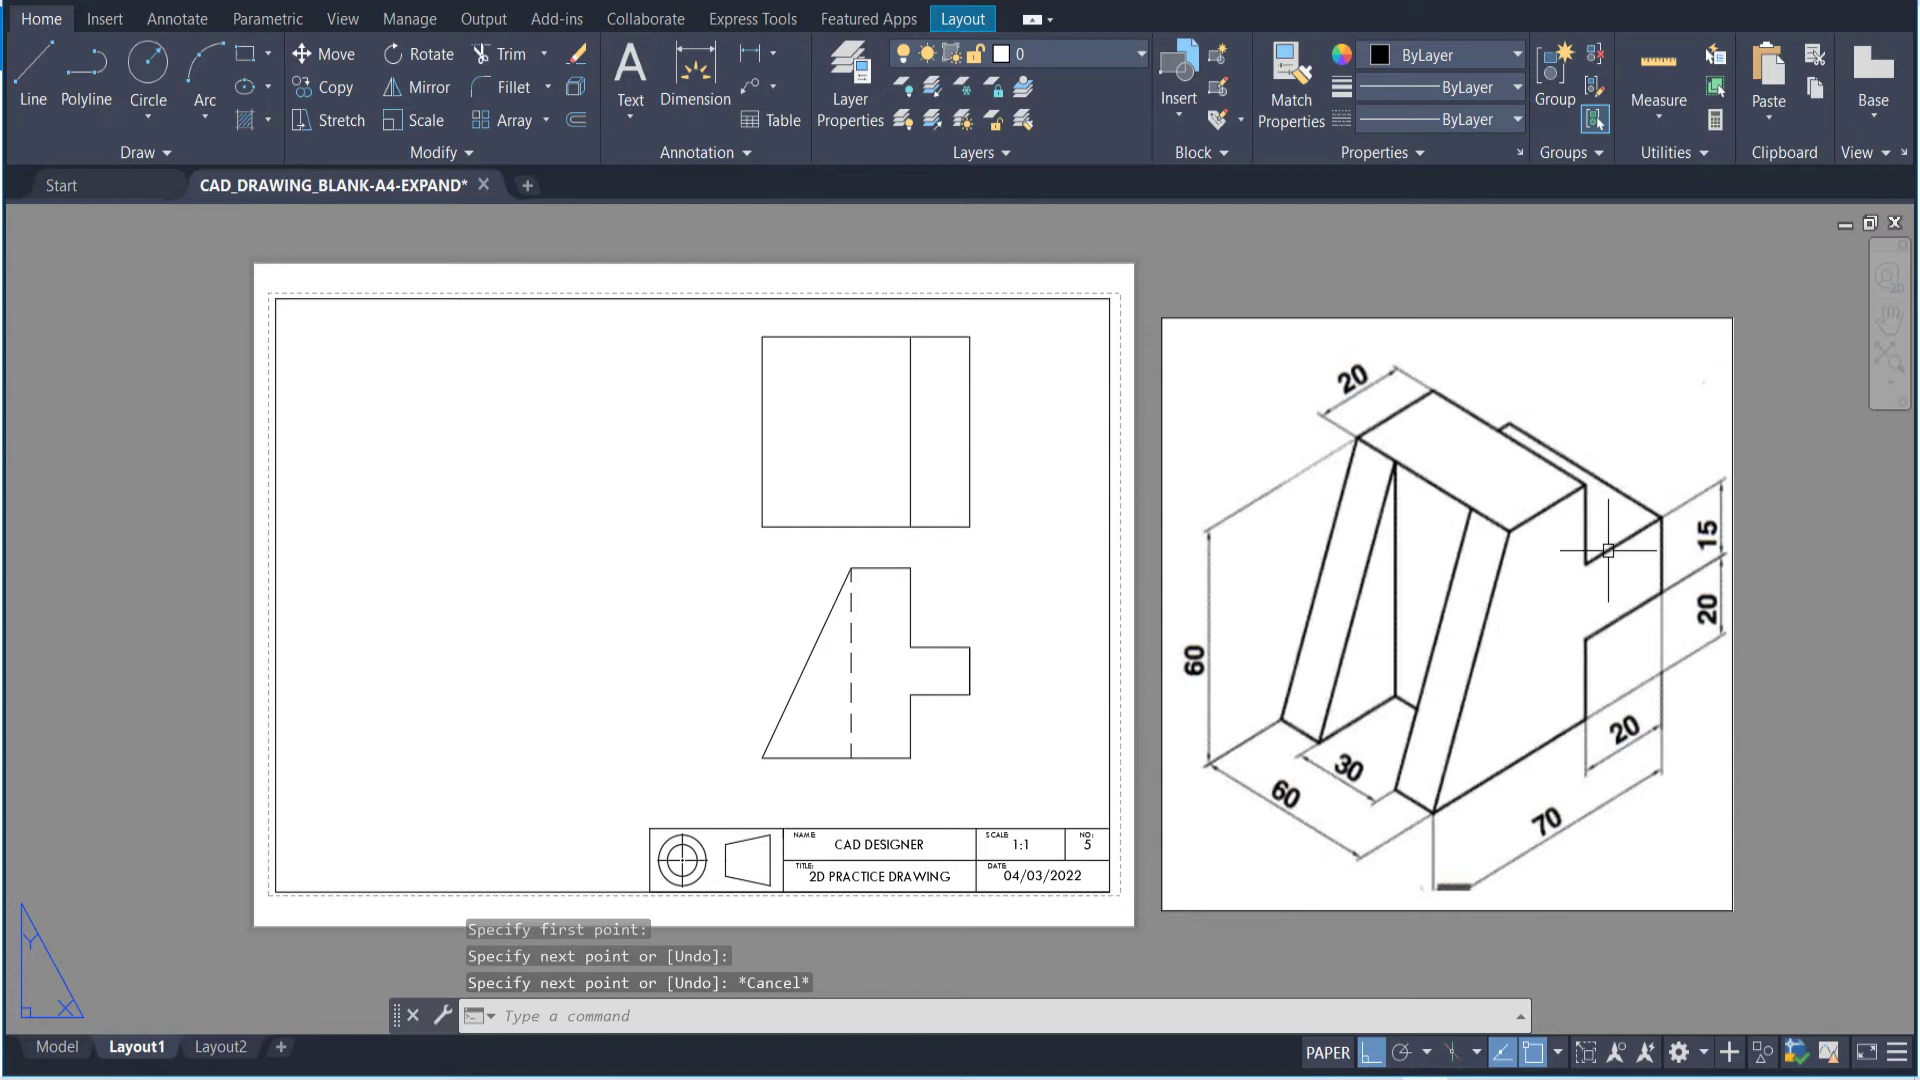 Home Insert Annotate Parametric View Manage Output Add-ins Collaborate Express Tools Featured Apps Layout
Line Polyline Circle Arc
Move Rotate Trim
Copy Mirror Fillet
Stretch Scale Array
Draw Modify
Text Dimension Table
Annotation
Layer Properties
0
Layers
Insert
Block
Match Properties
ByLayer
ByLayer
ByLayer
Properties
Group
Groups
Measure
Utilities
Paste
Clipboard
Base
View
Start CAD_DRAWING_BLANK-A4-EXPAND*
20
15
20
60
20
30
60
70
NAME: CAD DESIGNER
SCALE 1:1
NO: 5
TITLE: 2D PRACTICE DRAWING
DATE 04/03/2022
Specify first point:
Specify next point or [Undo]:
Specify next point or [Undo]: *Cancel*
Type a command
Y
X
Model Layout1 Layout2
PAPER